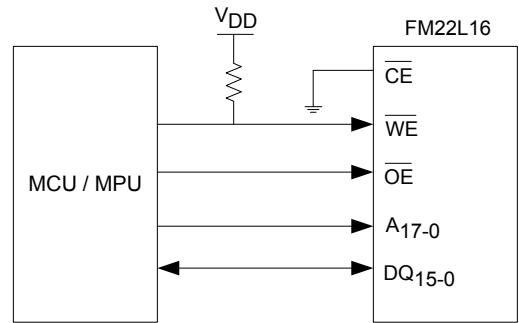 VDD
FM22L16
CE
WE
OE
MCU / MPU
A17-0
DQ15-0